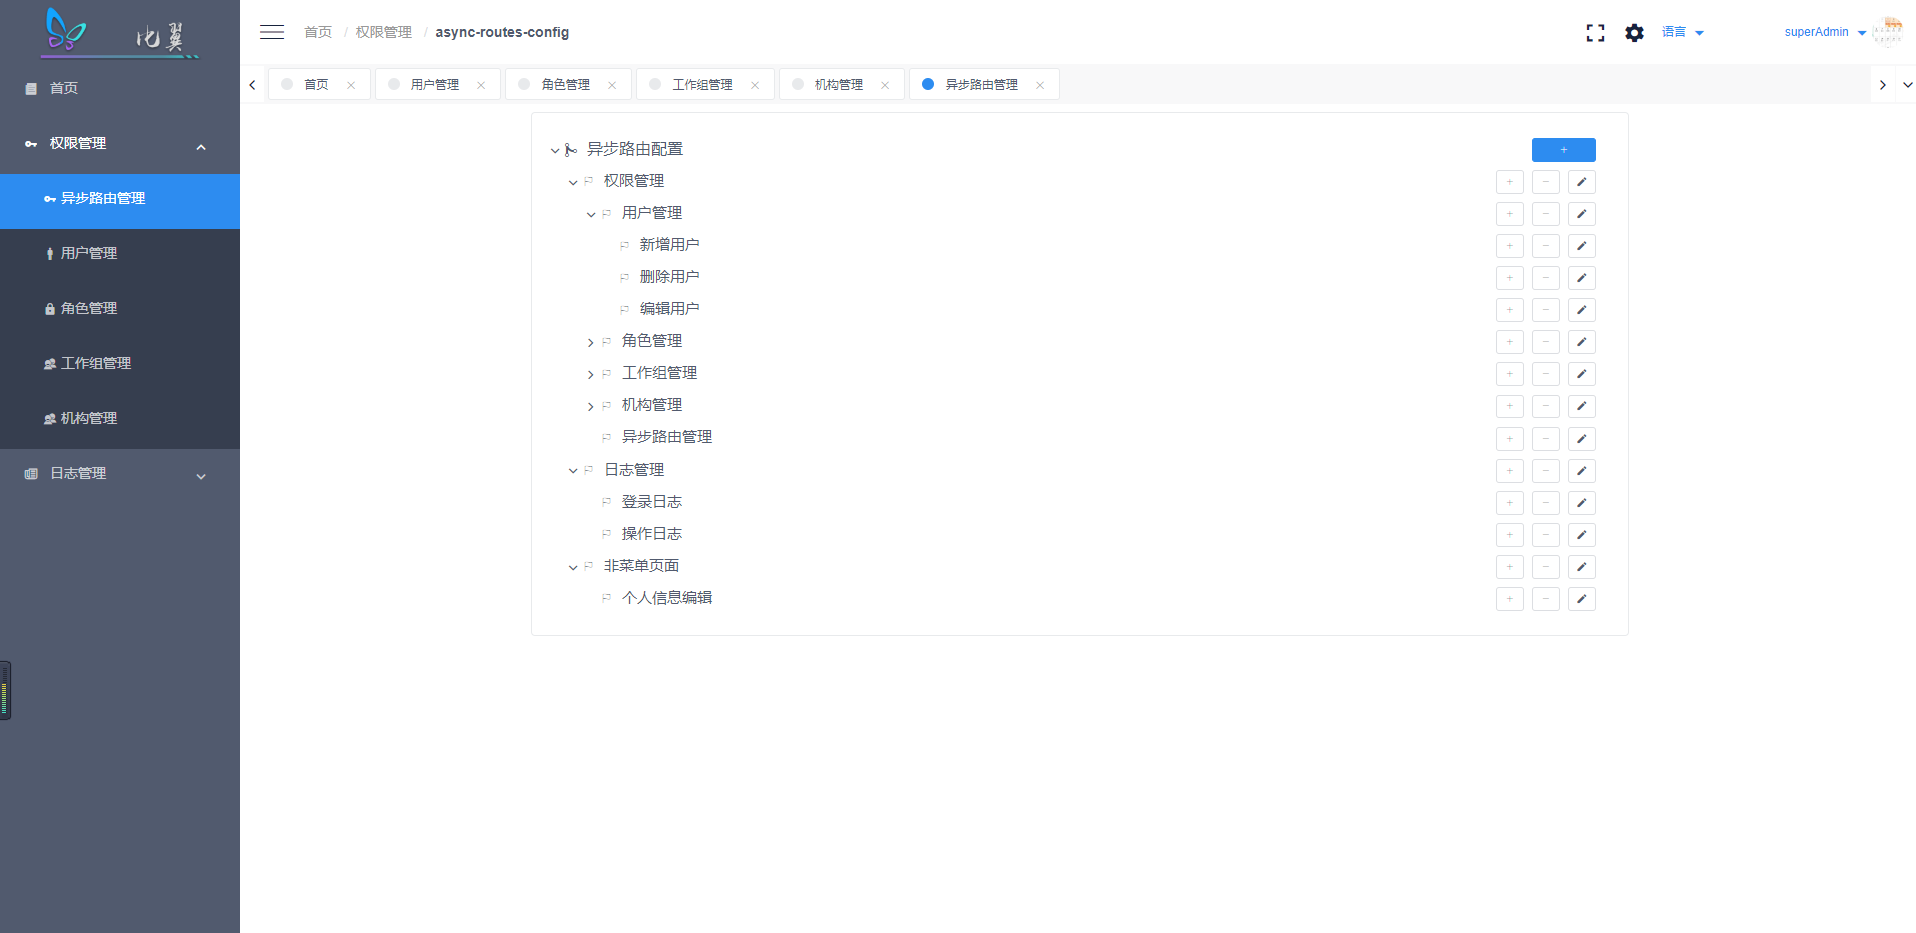 电翼
首页
权限管理
异步路由管理
用户管理
角色管理
工作组管理
机构管理
日志管理
首页 / 权限管理 / async-routes-config
语言
superAdmin
首页 用户管理 角色管理 工作组管理 机构管理 异步路由管理
异步路由配置
权限管理
用户管理
新增用户
删除用户
编辑用户
角色管理
工作组管理
机构管理
异步路由管理
日志管理
登录日志
操作日志
非菜单页面
个人信息编辑